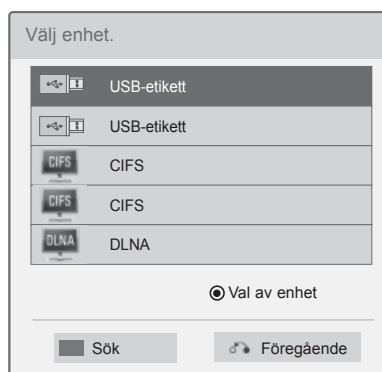 Välj enhet.
USB-etikett
USB-etikett
CIFS CIFS
CIFS CIFS
DLNA DLNA
Val av enhet
Sök Föregående